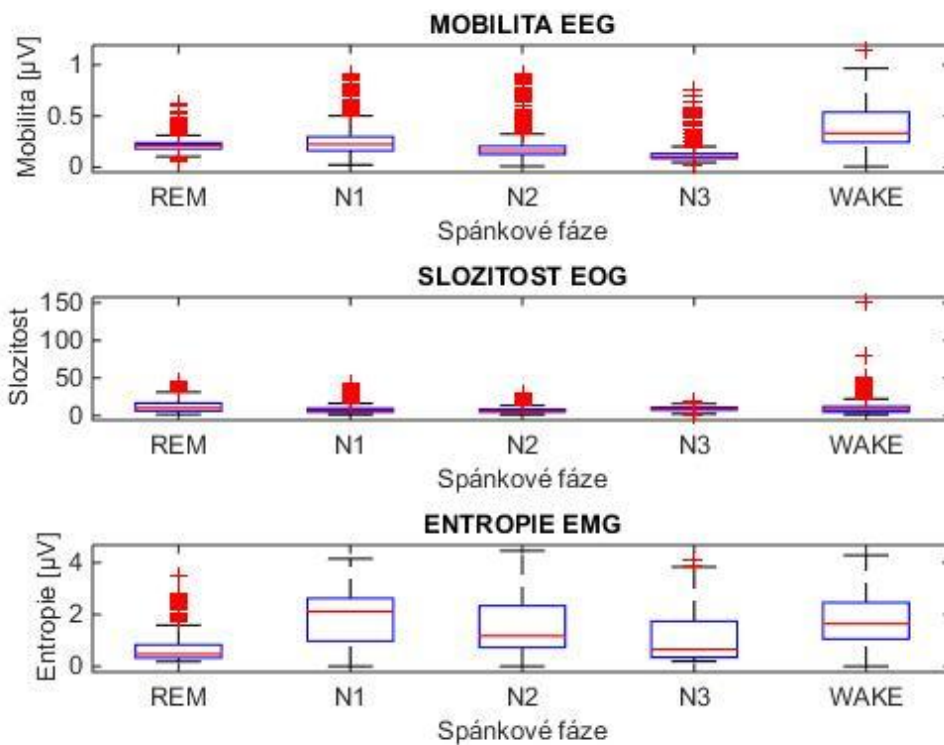 MOBILITA EEG
Mobilita [µV]
1
0.5
0
REM N1 N2 N3 WAKE
Spánkové fáze
SLOZITOST EOG
Slozitost
150
100
50
0
REM N1 N2 N3 WAKE
Spánkové fáze
ENTROPIE EMG
Entropie [µV]
4
2
0
REM N1 N2 N3 WAKE
Spánkové fáze